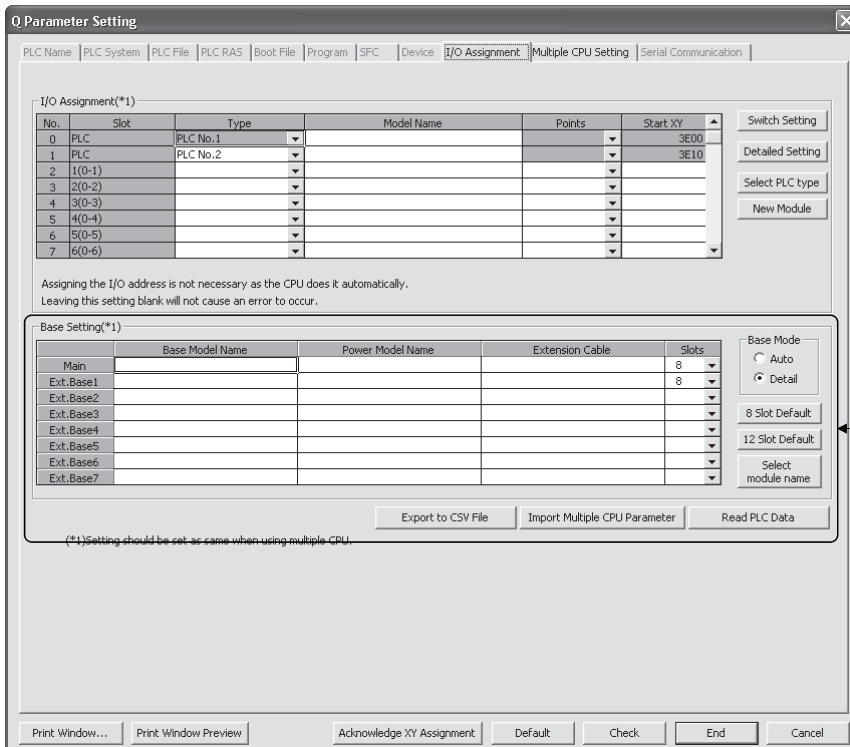 Q Parameter Setting
PLC Name PLC System PLC File PLC RAS Boot File Program SFC Device I/O Assignment Multiple CPU Setting Serial Communication
I/O Assignment(*1)
No. Slot Type Model Name Points Start XY
0 PLC PLC No.1 3E00
1 PLC PLC No.2 3E10
2 1(0-1)
3 2(0-2)
4 3(0-3)
5 4(0-4)
6 5(0-5)
7 6(0-6)
Switch Setting
Detailed Setting
Select PLC type
New Module
Assigning the I/O address is not necessary as the CPU does it automatically.
Leaving this setting blank will not cause an error to occur.
Base Setting(*1)
Base Model Name Power Model Name Extension Cable Slots
Main 8
Ext.Base1 8
Ext.Base2
Ext.Base3
Ext.Base4
Ext.Base5
Ext.Base6
Ext.Base7
Base Mode
Auto
Detail
8 Slot Default
12 Slot Default
Select
module name
Export to CSV File Import Multiple CPU Parameter Read PLC Data
(*1)Setting should be set as same when using multiple CPU.
Print Window... Print Window Preview Acknowledge XY Assignment Default Check End Cancel